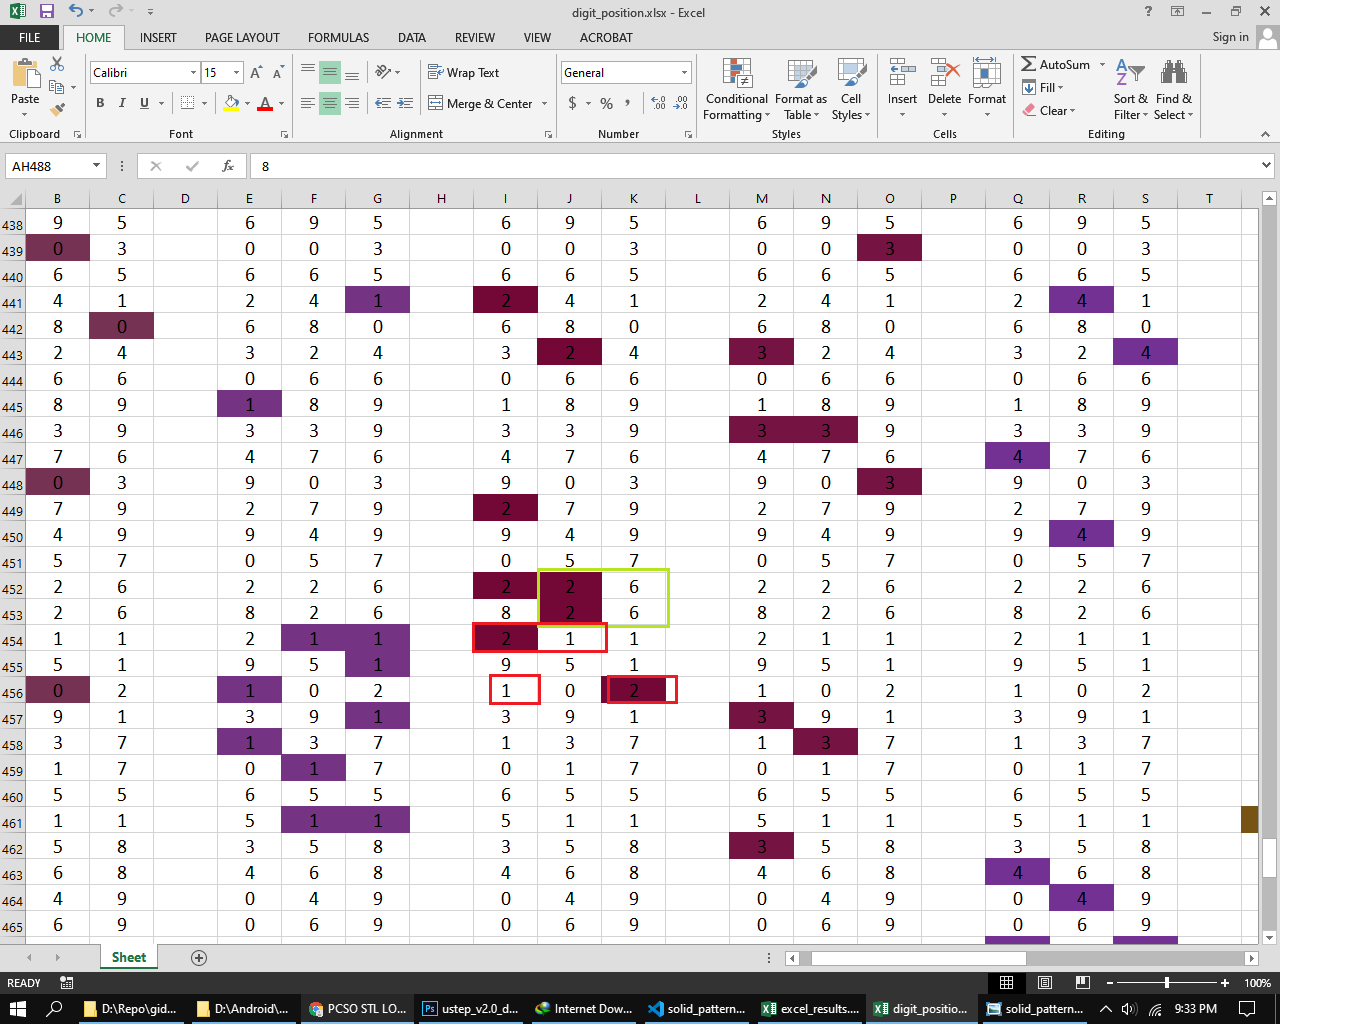 digit_position.xlsx - Excel
?
FILE HOME INSERT PAGE LAYOUT FORMULAS DATA REVIEW VIEW ACROBAT Sign in
Paste
Calibri 15
B I U
Wrap Text
Merge & Center
General
$ % ,
Conditional Formatting
Format as Table
Cell Styles
Insert Delete Format
AutoSum
Fill
Clear
Sort & Filter
Find & Select
Clipboard Font Alignment Number Styles Cells Editing
AH488 fx 8
B C D E F G H I J K L M N O P Q R S T
438 9 5 6 9 5 6 9 5 6 9 5 6 9 5
439 0 3 0 0 3 0 0 3 0 0 3 0 0 3
440 6 5 6 6 5 6 6 5 6 6 5 6 6 5
441 4 1 2 4 1 2 4 1 2 4 1 2 4 1
442 8 0 6 8 0 6 8 0 6 8 0 6 8 0
443 2 4 3 2 4 3 2 4 3 2 4 3 2 4
444 6 6 0 6 6 0 6 6 0 6 6 0 6 6
445 8 9 1 8 9 1 8 9 1 8 9 1 8 9
446 3 9 3 3 9 3 3 9 3 3 9 3 3 9
447 7 6 4 7 6 4 7 6 4 7 6 4 7 6
448 0 3 9 0 3 9 0 3 9 0 3 9 0 3
449 7 9 2 7 9 2 7 9 2 7 9 2 7 9
450 4 9 9 4 9 9 4 9 9 4 9 9 4 9
451 5 7 0 5 7 0 5 7 0 5 7 0 5 7
452 2 6 2 2 6 2 2 6 2 2 6 2 2 6
453 2 6 8 2 6 8 2 6 8 2 6 8 2 6
454 1 1 2 1 1 2 1 1 2 1 1 2 1 1
455 5 1 9 5 1 9 5 1 9 5 1 9 5 1
456 0 2 1 0 2 1 0 2 1 0 2 1 0 2
457 9 1 3 9 1 3 9 1 3 9 1 3 9 1
458 3 7 1 3 7 1 3 7 1 3 7 1 3 7
459 1 7 0 1 7 0 1 7 0 1 7 0 1 7
460 5 5 6 5 5 6 5 5 6 5 5 6 5 5
461 1 1 5 1 1 5 1 1 5 1 1 5 1 1
462 5 8 3 5 8 3 5 8 3 5 8 3 5 8
463 6 8 4 6 8 4 6 8 4 6 8 4 6 8
464 4 9 0 4 9 0 4 9 0 4 9 0 4 9
465 6 9 0 6 9 0 6 9 0 6 9 0 6 9
Sheet
READY 100%
D:\Repo\gid... D:\Android\... PCSO STL LO... ustep_v2.0_d... Internet Dow... solid_pattern... excel_results.... digit_positio... solid_pattern... 9:33 PM